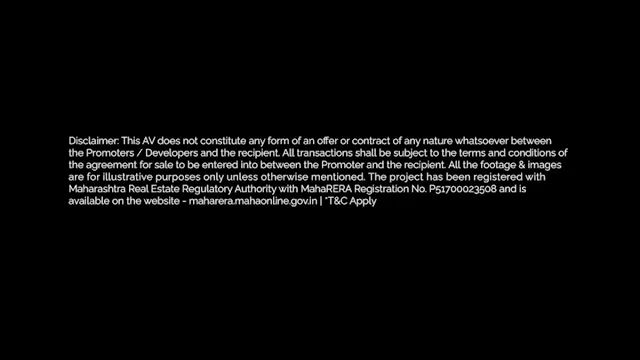 Disclaimer: This AV does not constitute any form of an offer or contract of any nature whatsoever between
the Promoters / Developers and the recipient. All transactions shall be subject to the terms and conditions of
the agreement for sale to be entered into between the Promoter and the recipient. All the footage & images
are for illustrative purposes only unless otherwise mentioned. The project has been registered with
Maharashtra Real Estate Regulatory Authority with MahaRERA Registration No. P51700023508 and is
available on the website - maharera.mahaonline.gov.in | *T&C Apply